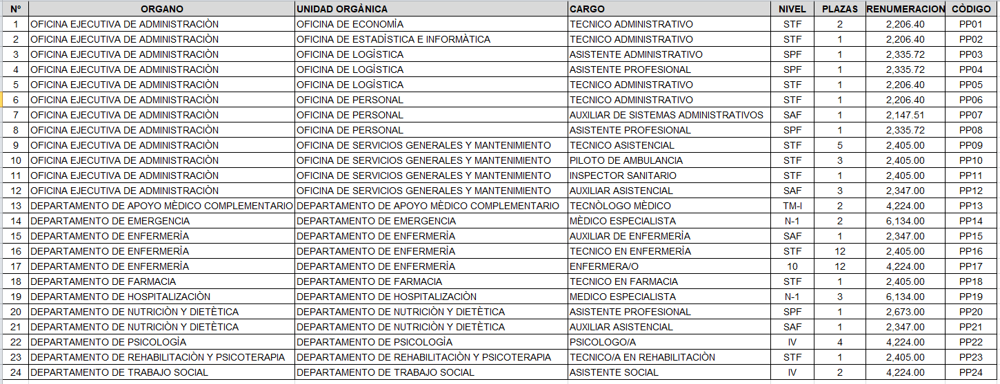 Nº ORGANO UNIDAD ORGÀNICA CARGO NIVEL PLAZAS RENUMERACION CÒDIGO
1 OFICINA EJECUTIVA DE ADMINISTRACIÒN OFICINA DE ECONOMÌA TECNICO ADMINISTRATIVO STF 2 2,206.40 PP01
2 OFICINA EJECUTIVA DE ADMINISTRACIÒN OFICINA DE ESTADÌSTICA E INFORMÀTICA TECNICO ADMINISTRATIVO STF 1 2,206.40 PP02
3 OFICINA EJECUTIVA DE ADMINISTRACIÒN OFICINA DE LOGÌSTICA ASISTENTE ADMINISTRATIVO SPF 1 2,335.72 PP03
4 OFICINA EJECUTIVA DE ADMINISTRACIÒN OFICINA DE LOGÌSTICA ASISTENTE PROFESIONAL SPF 1 2,335.72 PP04
5 OFICINA EJECUTIVA DE ADMINISTRACIÒN OFICINA DE LOGÌSTICA TECNICO ADMINISTRATIVO STF 1 2,206.40 PP05
6 OFICINA EJECUTIVA DE ADMINISTRACIÒN OFICINA DE PERSONAL TECNICO ADMINISTRATIVO STF 1 2,206.40 PP06
7 OFICINA EJECUTIVA DE ADMINISTRACIÒN OFICINA DE PERSONAL AUXILIAR DE SISTEMAS ADMINISTRATIVOS SAF 1 2,147.51 PP07
8 OFICINA EJECUTIVA DE ADMINISTRACIÒN OFICINA DE PERSONAL ASISTENTE PROFESIONAL SPF 1 2,335.72 PP08
9 OFICINA EJECUTIVA DE ADMINISTRACIÒN OFICINA DE SERVICIOS GENERALES Y MANTENIMIENTO TECNICO ASISTENCIAL STF 5 2,405.00 PP09
10 OFICINA EJECUTIVA DE ADMINISTRACIÒN OFICINA DE SERVICIOS GENERALES Y MANTENIMIENTO PILOTO DE AMBULANCIA STF 3 2,405.00 PP10
11 OFICINA EJECUTIVA DE ADMINISTRACIÒN OFICINA DE SERVICIOS GENERALES Y MANTENIMIENTO INSPECTOR SANITARIO STF 1 2,405.00 PP11
12 OFICINA EJECUTIVA DE ADMINISTRACIÒN OFICINA DE SERVICIOS GENERALES Y MANTENIMIENTO AUXILIAR ASISTENCIAL SAF 3 2,347.00 PP12
13 DEPARTAMENTO DE APOYO MÈDICO COMPLEMENTARIO DEPARTAMENTO DE APOYO MÈDICO COMPLEMENTARIO TECNÒLOGO MÈDICO TM-I 2 4,224.00 PP13
14 DEPARTAMENTO DE EMERGENCIA DEPARTAMENTO DE EMERGENCIA MÈDICO ESPECIALISTA N-1 2 6,134.00 PP14
15 DEPARTAMENTO DE ENFERMERÌA DEPARTAMENTO DE ENFERMERÌA AUXILIAR DE ENFERMERÌA SAF 1 2,347.00 PP15
16 DEPARTAMENTO DE ENFERMERÌA DEPARTAMENTO DE ENFERMERÌA TECNICO EN ENFERMERÌA STF 12 2,405.00 PP16
17 DEPARTAMENTO DE ENFERMERÌA DEPARTAMENTO DE ENFERMERÌA ENFERMERA/O 10 12 4,224.00 PP17
18 DEPARTAMENTO DE FARMACIA DEPARTAMENTO DE FARMACIA TECNICO EN FARMACIA STF 1 2,405.00 PP18
19 DEPARTAMENTO DE HOSPITALIZACIÒN DEPARTAMENTO DE HOSPITALIZACIÒN MEDICO ESPECIALISTA N-1 3 6,134.00 PP19
20 DEPARTAMENTO DE NUTRICIÒN Y DIETÈTICA DEPARTAMENTO DE NUTRICIÒN Y DIETÈTICA ASISTENTE PROFESIONAL SPF 1 2,673.00 PP20
21 DEPARTAMENTO DE NUTRICIÒN Y DIETÈTICA DEPARTAMENTO DE NUTRICIÒN Y DIETÈTICA AUXILIAR ASISTENCIAL SAF 1 2,347.00 PP21
22 DEPARTAMENTO DE PSICOLOGÌA DEPARTAMENTO DE PSICOLOGÌA PSICOLOGO/A IV 4 4,224.00 PP22
23 DEPARTAMENTO DE REHABILITACIÒN Y PSICOTERAPIA DEPARTAMENTO DE REHABILITACIÒN Y PSICOTERAPIA TECNICO/A EN REHABILITACIÒN STF 1 2,405.00 PP23
24 DEPARTAMENTO DE TRABAJO SOCIAL DEPARTAMENTO DE TRABAJO SOCIAL ASISTENTE SOCIAL IV 2 4,224.00 PP24